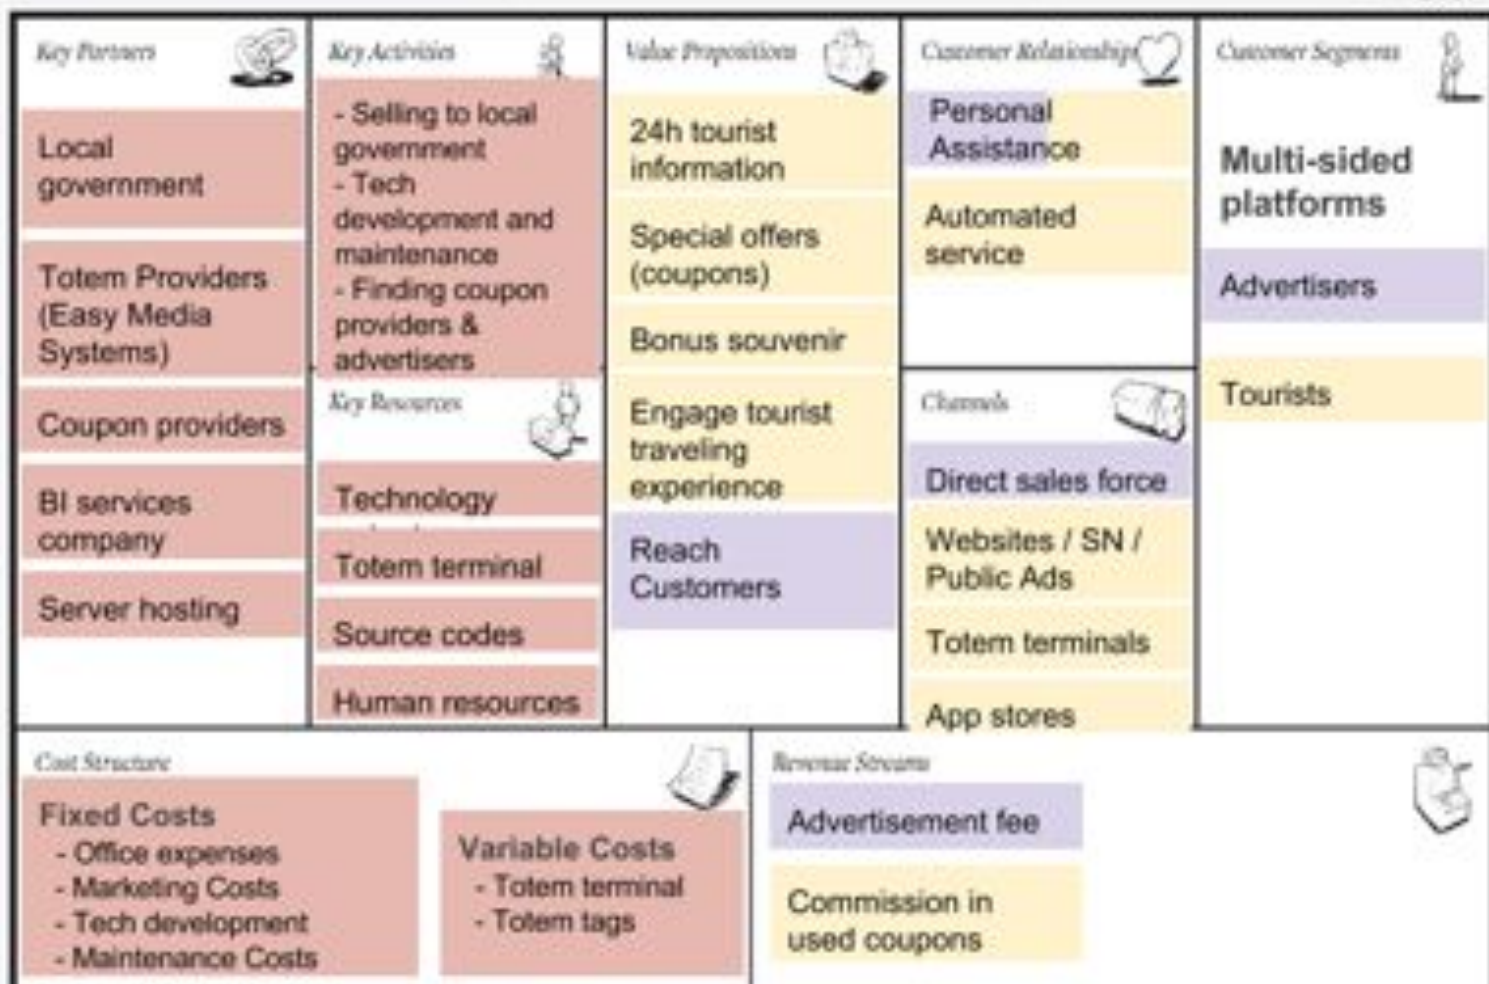 Key Partners
Local
government
Totem Providers
(Easy Media
Systems)
Coupon providers
BI services
company
Server hosting
Key Activities
- Selling to local
government
- Tech
development and
maintenance
- Finding coupon
providers &
advertisers
Key Resources
Technology
Totem terminal
Source codes
Human resources
Value Propositions
24h tourist
information
Special offers
(coupons)
Bonus souvenir
Engage tourist
traveling
experience
Reach
Customers
Customer Relationships
Personal
Assistance
Automated
service
Channels
Direct sales force
Websites / SN /
Public Ads
Totem terminals
App stores
Customer Segments
Multi-sided
platforms
Advertisers
Tourists
Cost Structure
Fixed Costs
- Office expenses
- Marketing Costs
- Tech development
- Maintenance Costs
Variable Costs
- Totem terminal
- Totem tags
Revenue Streams
Advertisement fee
Commission in
used coupons